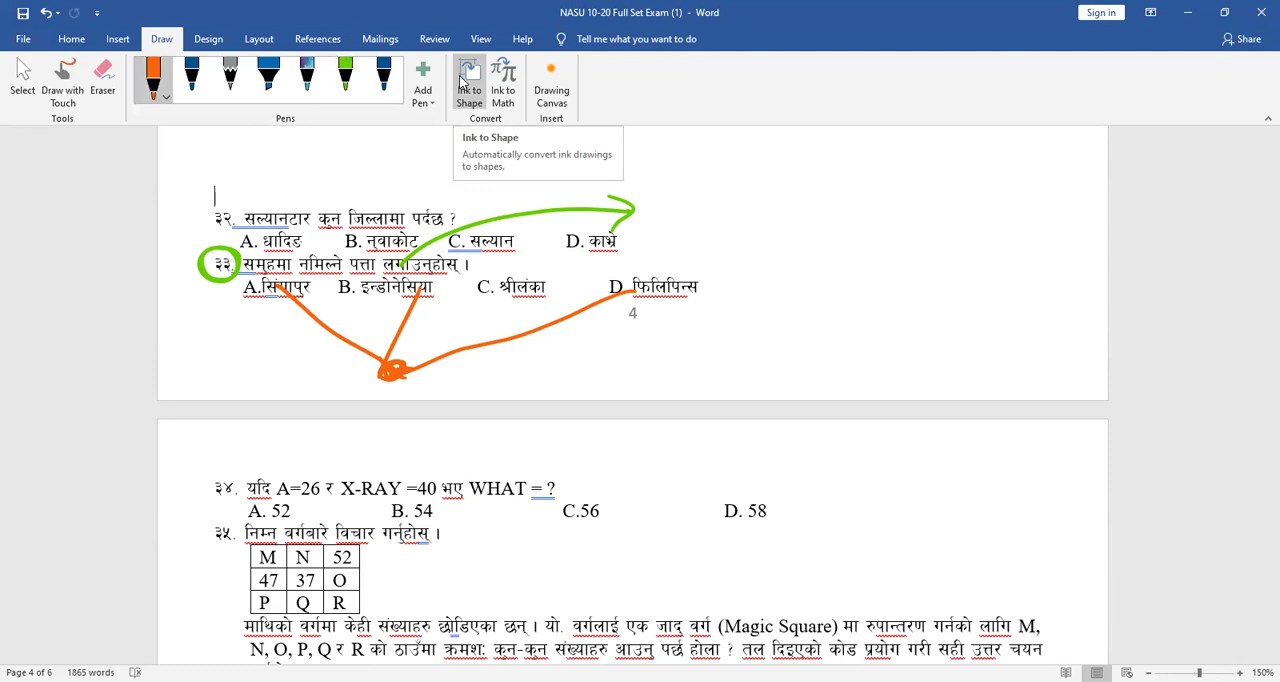 NASU 10-20 Full Set Exam (1) - Word
Sign in
File Home Insert Draw Design Layout References Mailings Review View Help Tell me what you want to do Share
Select Draw with Touch Eraser Add Pen Ink to Shape Ink to Math Drawing Canvas
Tools Pens Convert Insert
Ink to Shape
Automatically convert ink drawings
to shapes.
३२. सल्यानटार कुन जिल्लामा पर्दछ ?
A. धादिङ B. नुवाकोट C. सल्यान D. काभ्रे
३३. समूहमा नमिल्ने पत्ता लगाउनुहोस् ।
A.सिंगापुर B. इन्डोनेसिया C. श्रीलंका D फिलिपिन्स
4
३४. यदि A=26 र X-RAY =40 भए WHAT = ?
A. 52 B. 54 C.56 D. 58
३५. निम्न वर्गबारे विचार गर्नुहोस् ।
M N 52
47 37 O
P Q R
माथिको वर्गमा केही संख्याहरु छोडिएका छन् । यो. वर्गलाई एक जादू वर्ग (Magic Square) मा रुपान्तरण गर्नको लागि M,
N, O, P, Q र R को ठाउँमा क्रमश: कुन-कुन संख्याहरु आउनु पर्छ होला ? तल दिइएको कोड प्रयोग गरी सही उत्तर चयन
Page 4 of 6 1865 words 150%